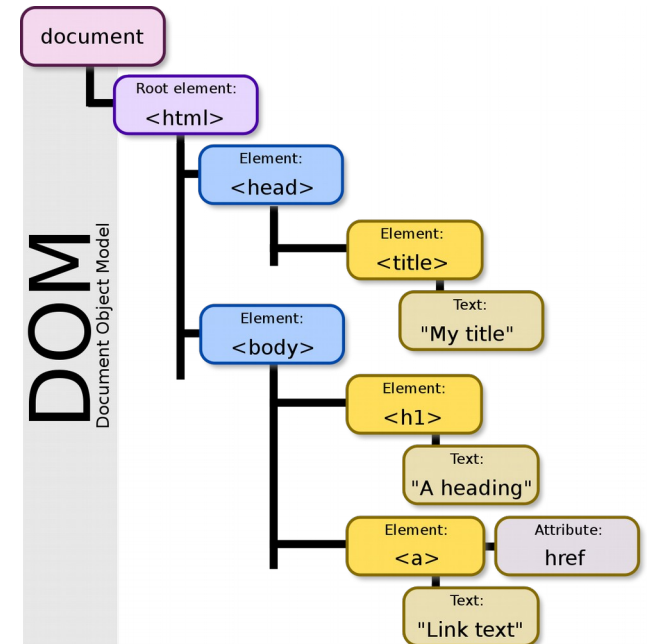 document
Root element:
<html>
Element:
<head>
Element:
<title>
Text:
"My title"
Element:
<body>
Element:
<h1>
Text:
"A heading"
Element:
<a>
Attribute:
href
Text:
"Link text"
DOM
Document Object Model